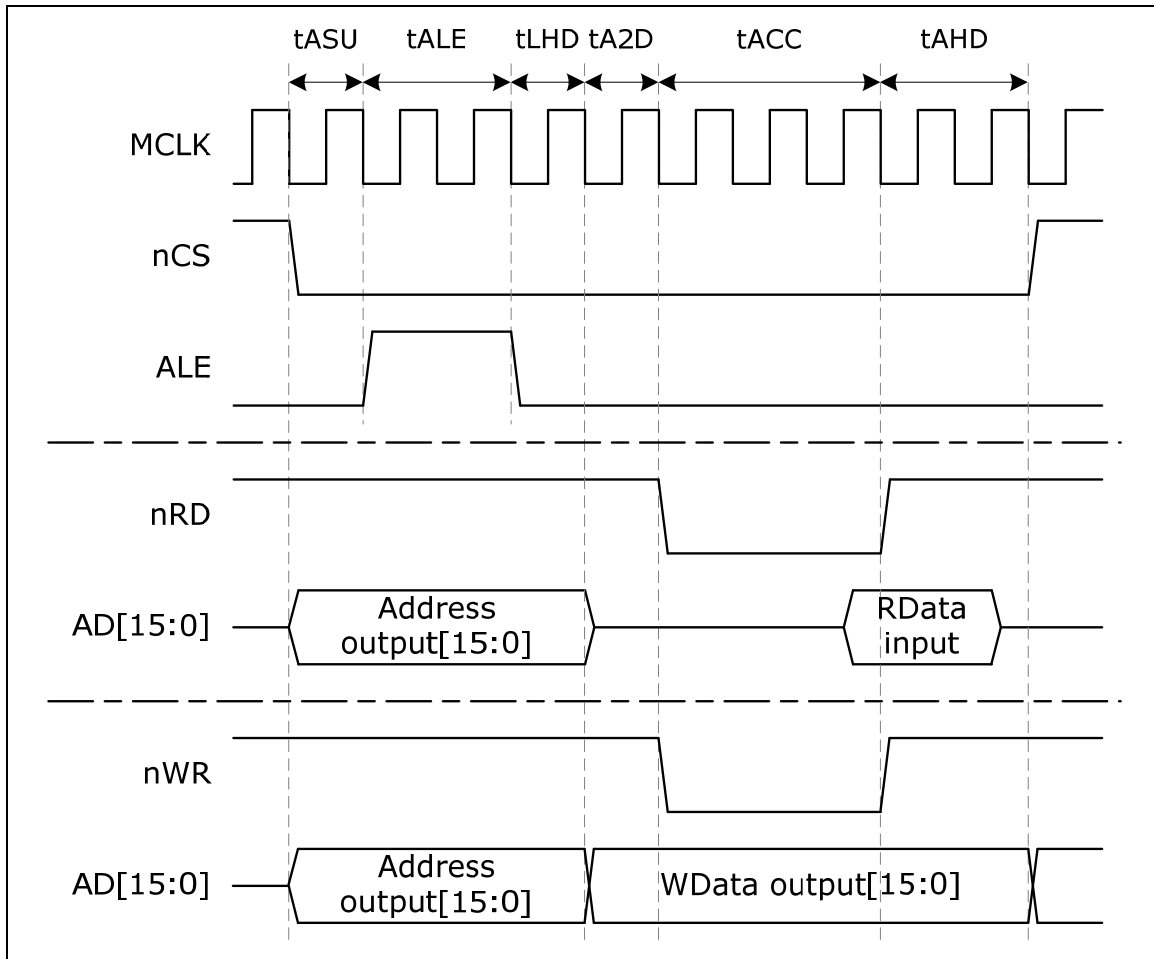 tASU tALE tLHD tA2D tACC tAHD
MCLK
nCS
ALE
nRD
AD[15:0]
Address
output[15:0]
RData
input
nWR
AD[15:0]
Address
output[15:0]
WData output[15:0]